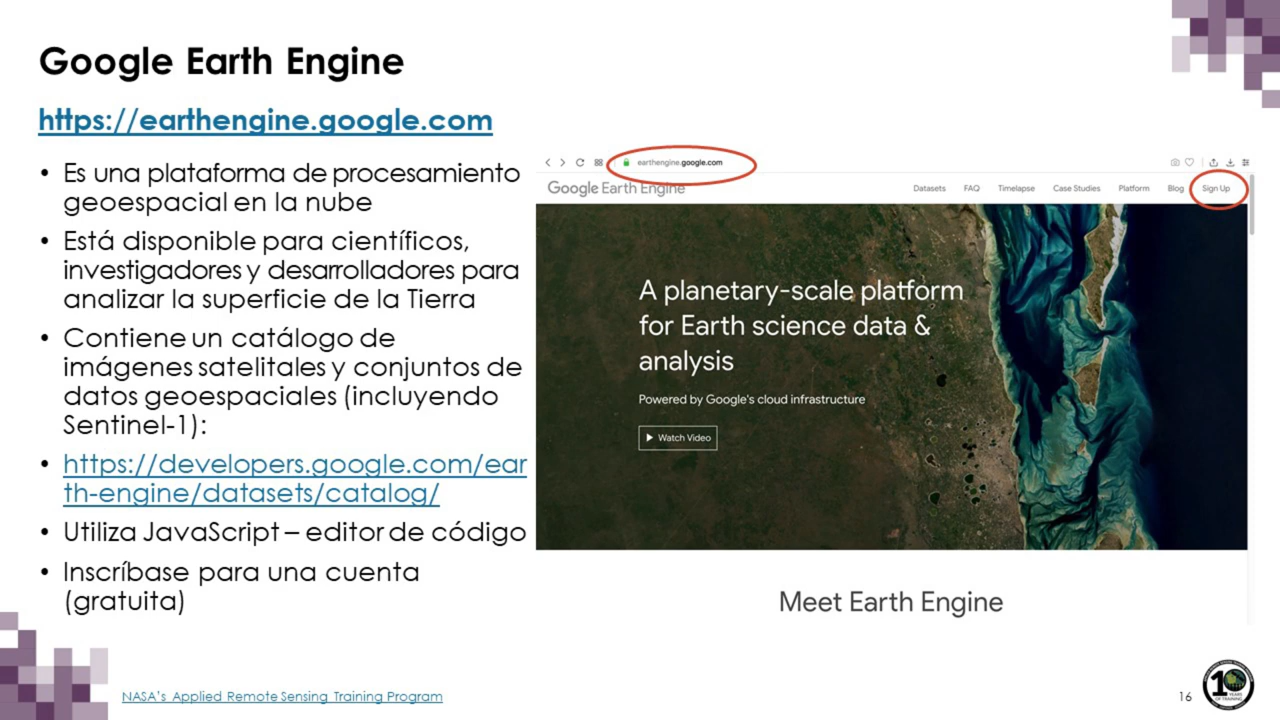 Google Earth Engine
https://earthengine.google.com
• Es una plataforma de procesamiento
geoespacial en la nube
• Está disponible para científicos,
investigadores y desarrolladores para
analizar la superficie de la Tierra
• Contiene un catálogo de
imágenes satelitales y conjuntos de
datos geoespaciales (incluyendo
Sentinel-1):
• https://developers.google.com/ear
th-engine/datasets/catalog/
• Utiliza JavaScript – editor de código
• Inscríbase para una cuenta
(gratuita)
earthengine.google.com
Google Earth Engine
Datasets FAQ Timelapse Case Studies Platform Blog Sign Up
A planetary-scale platform
for Earth science data &
analysis
Powered by Google's cloud infrastructure
Watch Video
Meet Earth Engine
NASA's Applied Remote Sensing Training Program
16
10
YEARS
OF TRAINING